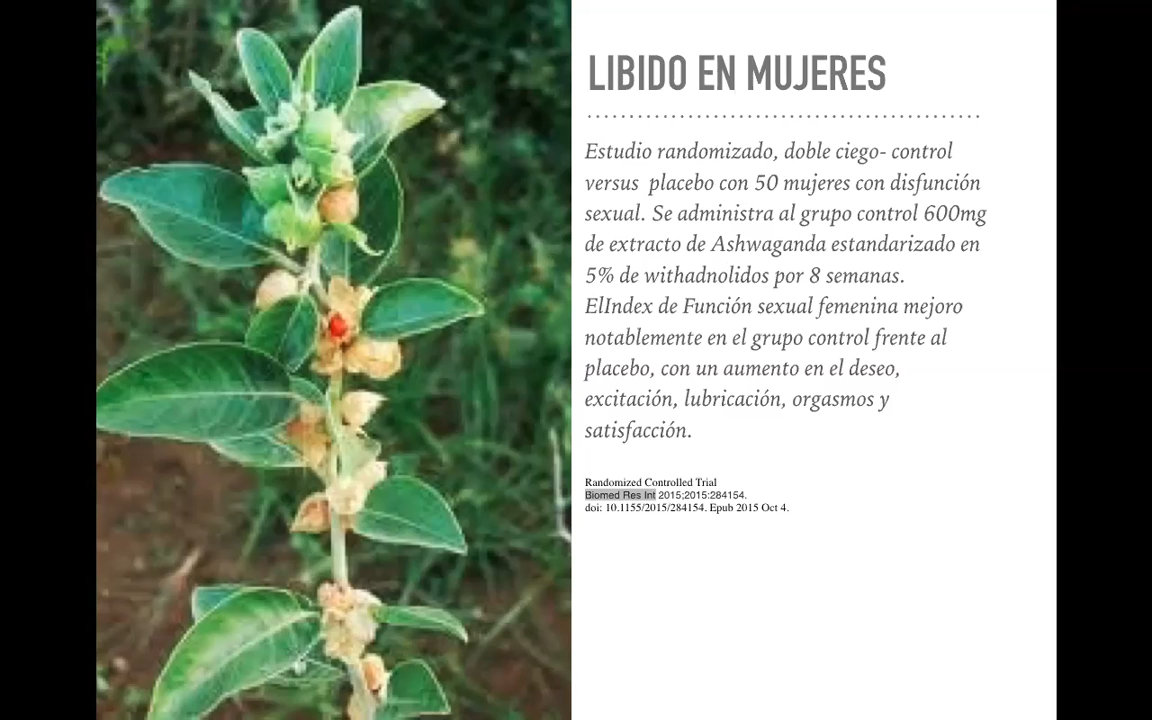 LIBIDO EN MUJERES
Estudio randomizado, doble ciego- control
versus placebo con 50 mujeres con disfunción
sexual. Se administra al grupo control 600mg
de extracto de Ashwaganda estandarizado en
5% de withadnolidos por 8 semanas.
ElIndex de Función sexual femenina mejoro
notablemente en el grupo control frente al
placebo, con un aumento en el deseo,
excitación, lubricación, orgasmos y
satisfacción.
Randomized Controlled Trial
Biomed Res Int 2015;2015:284154.
doi: 10.1155/2015/284154. Epub 2015 Oct 4.